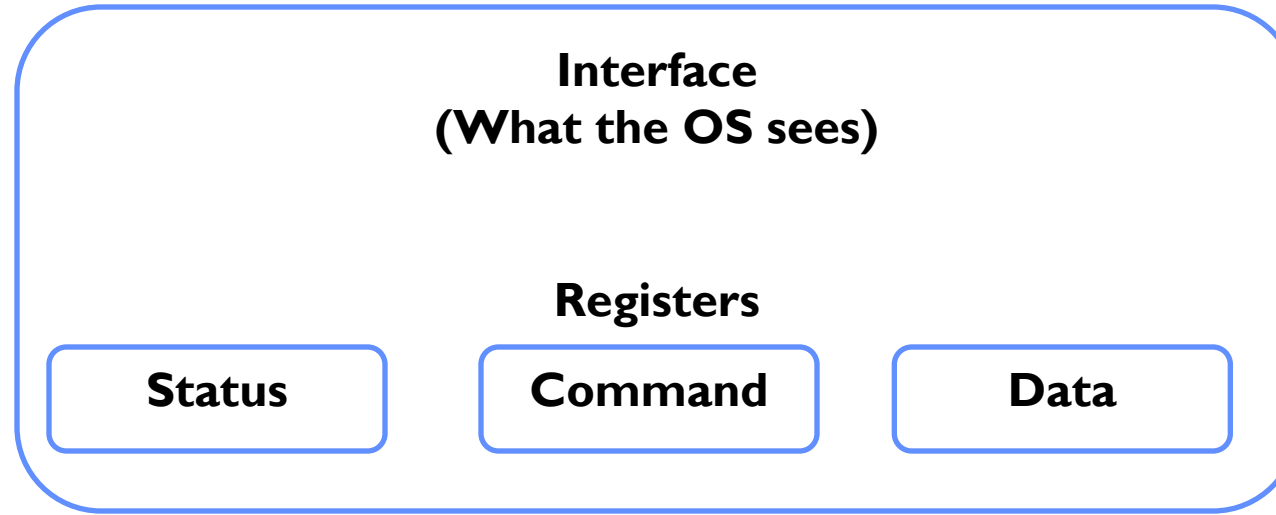 Interface
(What the OS sees)
Registers
Status
Command
Data